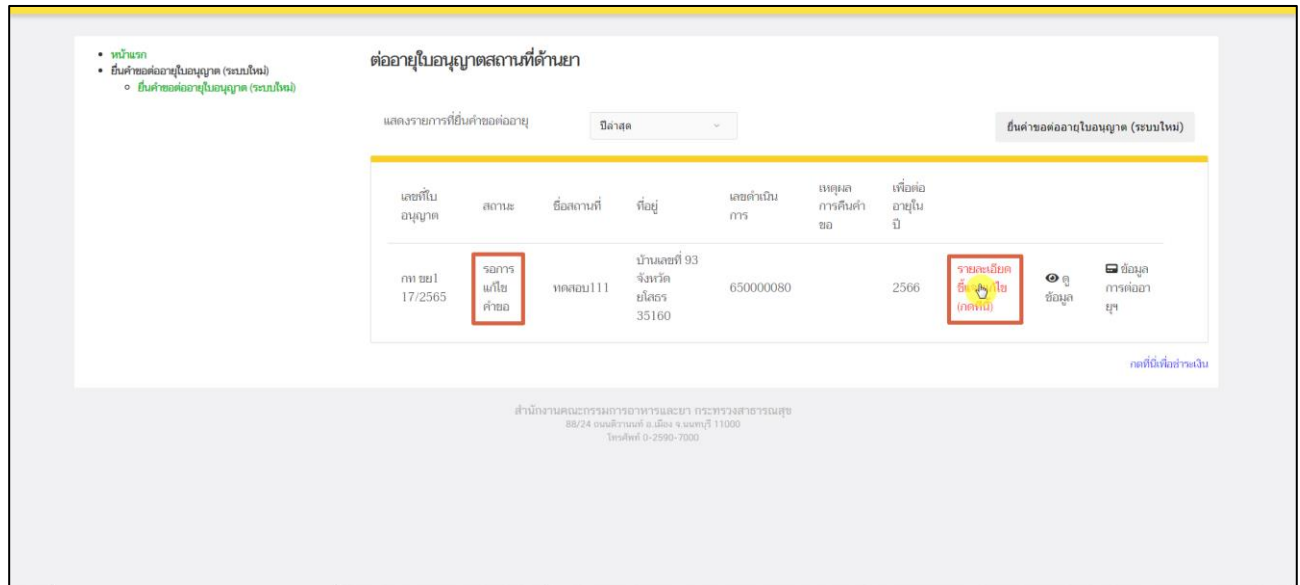 หน้าแรก
ยื่นคำขอต่ออายุใบอนุญาต (ระบบใหม่)
ยื่นคำขอต่ออายุใบอนุญาต (ระบบใหม่)
ต่ออายุใบอนุญาตสถานที่ด้านยา
แสดงรายการที่ยื่นคำขอต่ออายุ
ปีล่าสุด
ยื่นคำขอต่ออายุใบอนุญาต (ระบบใหม่)
เลขที่ใบ
อนุญาต
สถานะ
ชื่อสถานที่
ที่อยู่
เลขดำเนิน
การ
เหตุผล
การคืนคำ
ขอ
เพื่อต่อ
อายุใน
ปี
กท ขย1
17/2565
รอการ
แก้ไข
คำขอ
ทดสอบ111
บ้านเลขที่ 93
จังหวัด
ยโสธร
35160
650000080
2566
รายละเอียด
(กดที่นี่)
ดู
ข้อมูล
ข้อมูล
การต่ออา
ยุฯ
กดที่นี่เพื่อชำระเงิน
สำนักงานคณะกรรมการอาหารและยา กระทรวงสาธารณสุข
88/24 ถนนติวานนท์ อ.เมือง จ.นนทบุรี 11000
โทรศัพท์ 0-2590-7000